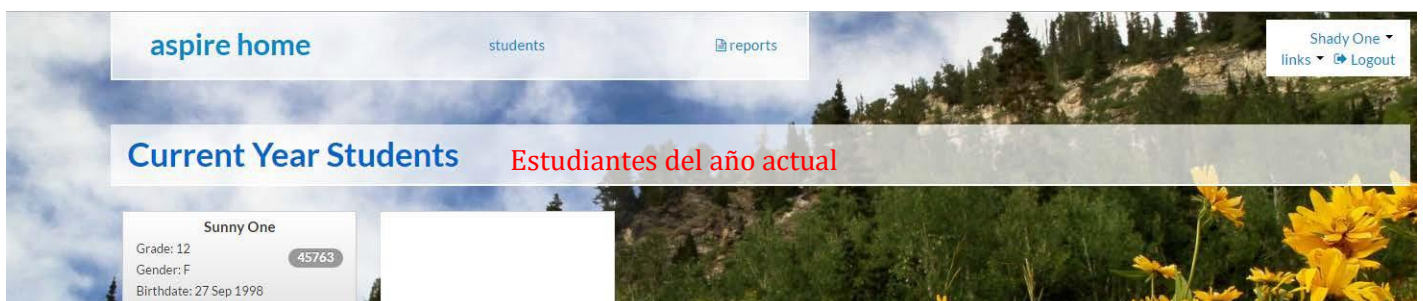 aspire home students reports
Shady One
links Logout
Current Year Students Estudiantes del año actual
Sunny One
Grade: 12
45763
Gender: F
Birthdate: 27 Sep 1998